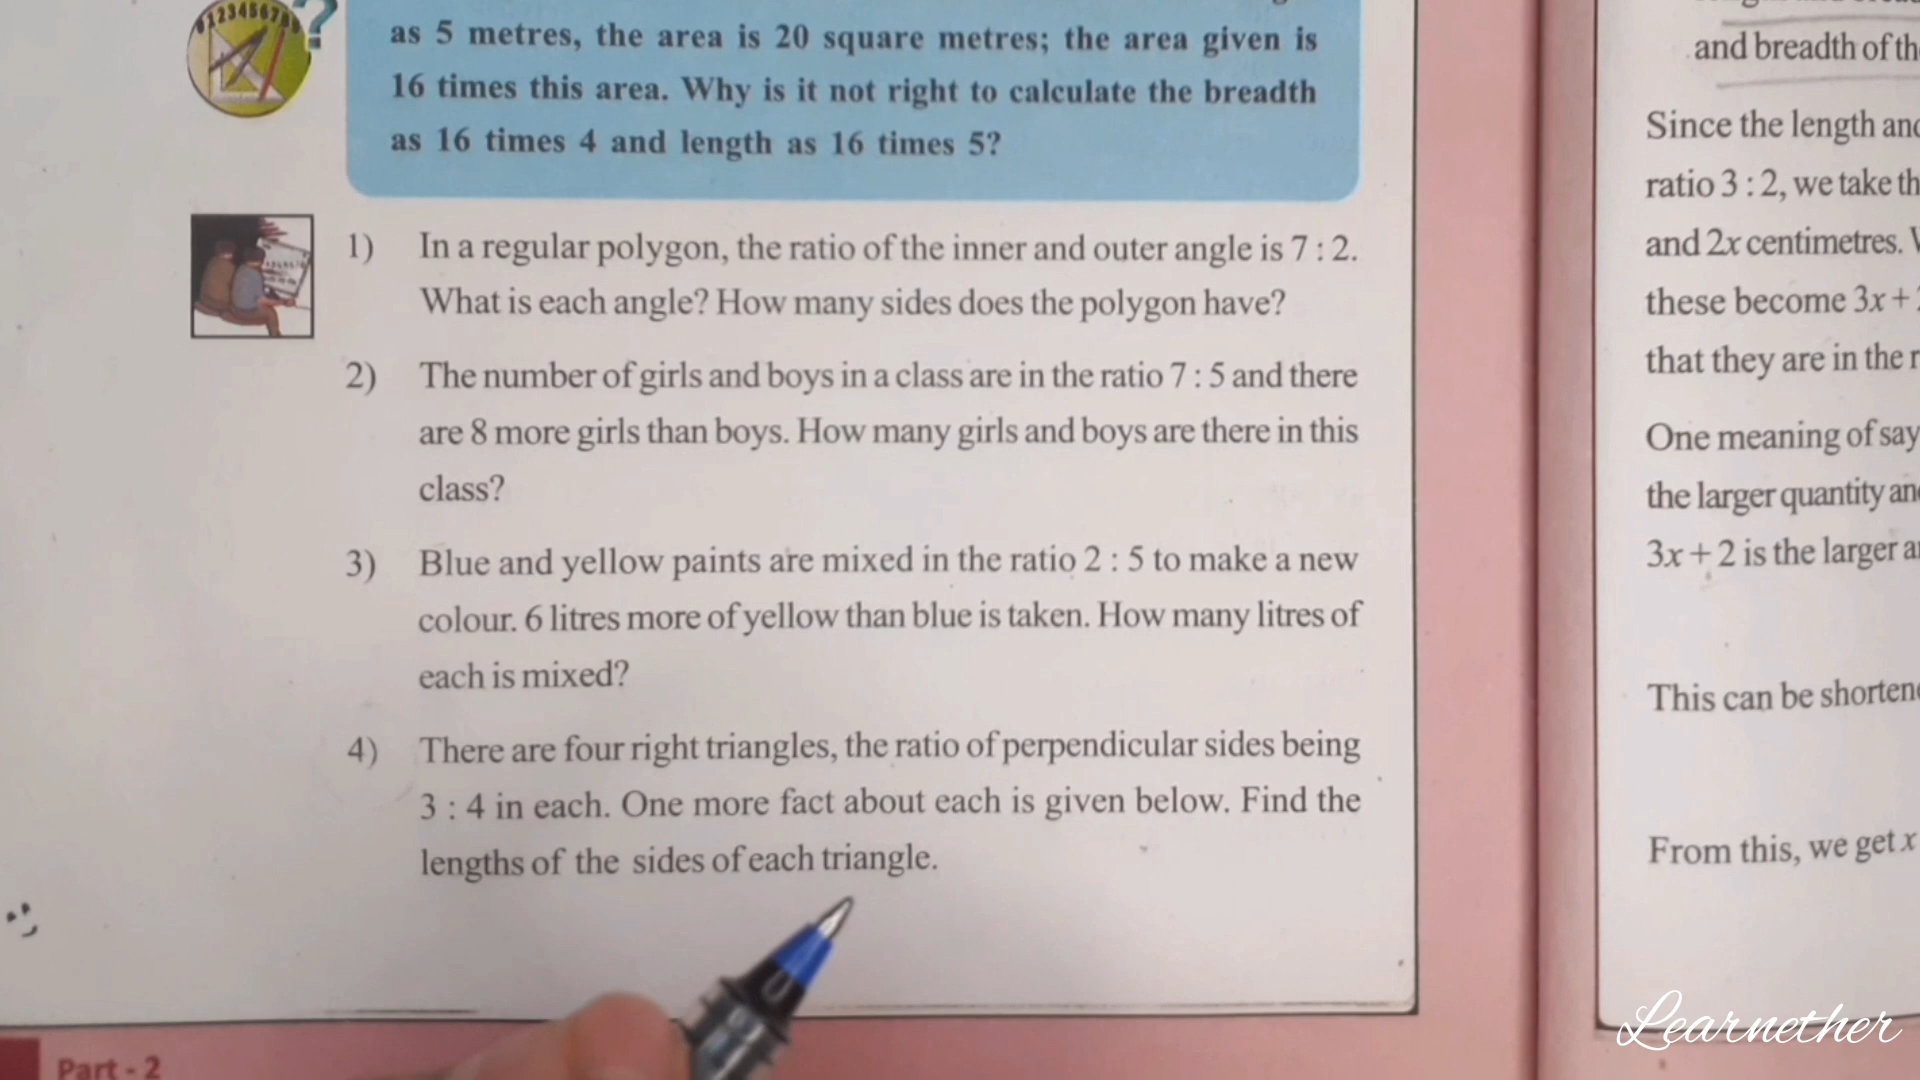 as 5 metres, the area is 20 square metres; the area given is
16 times this area. Why is it not right to calculate the breadth
as 16 times 4 and length as 16 times 5?
1) In a regular polygon, the ratio of the inner and outer angle is 7 : 2.
What is each angle? How many sides does the polygon have?
2) The number of girls and boys in a class are in the ratio 7 : 5 and there
are 8 more girls than boys. How many girls and boys are there in this
class?
3) Blue and yellow paints are mixed in the ratio 2 : 5 to make a new
colour. 6 litres more of yellow than blue is taken. How many litres of
each is mixed?
4) There are four right triangles, the ratio of perpendicular sides being
3 : 4 in each. One more fact about each is given below. Find the
lengths of the sides of each triangle.
Part - 2
and breadth of
Since the length
ratio 3 : 2, we take
and 2x centimetres.
these become 3x +
that they are in the
One meaning of
the larger quantity
3x + 2 is the larger
This can be
From this, we get x
Learnether